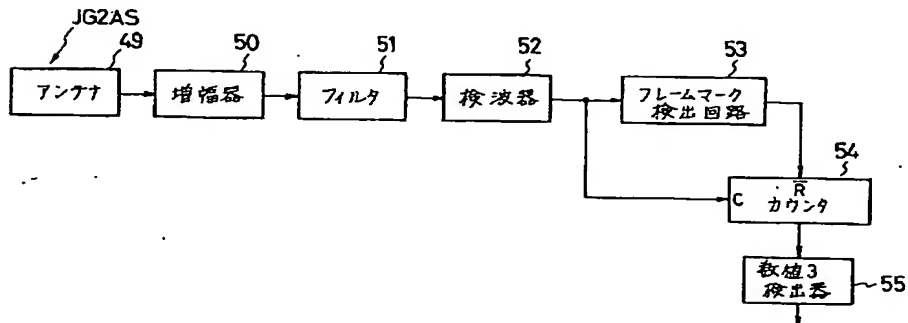 JG2AS
49
アンテナ
50
増幅器
51
フィルタ
52
検波器
53
フレームマーク
検出回路
54
R̅
C
カウンタ
数値3
検出器
55